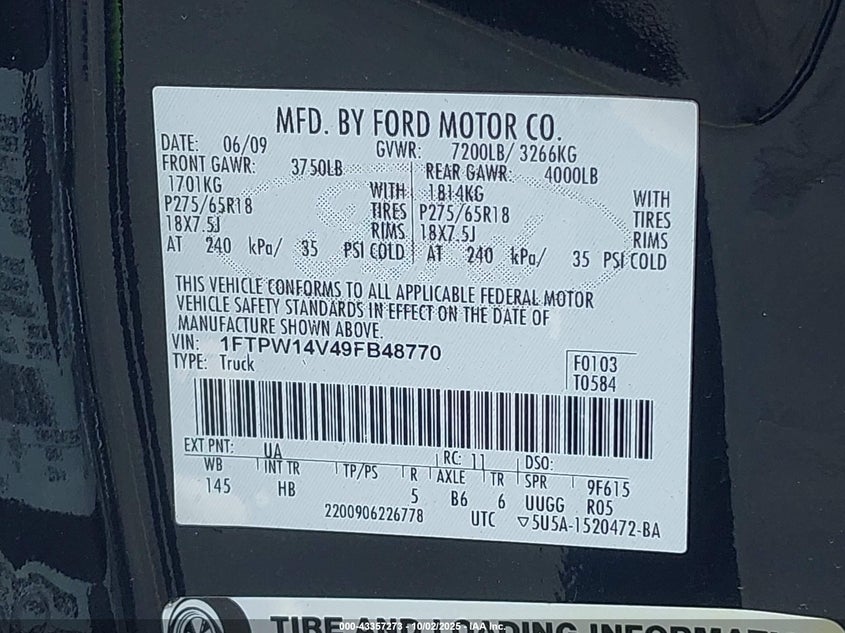 MFD. BY FORD MOTOR CO.
DATE: 06/09 GVWR: 7200LB/ 3266KG
FRONT GAWR: 3750LB REAR GAWR: 4000LB
1701KG WITH 1814KG WITH
P275/65R18 TIRES P275/65R18 TIRES
18X7.5J RIMS 18X7.5J RIMS
AT 240 kPa/ 35 PSI COLD AT 240 kPa/ 35 PSI COLD
THIS VEHICLE CONFORMS TO ALL APPLICABLE FEDERAL MOTOR
VEHICLE SAFETY STANDARDS IN EFFECT ON THE DATE OF
MANUFACTURE SHOWN ABOVE.
VIN: 1FTPW14V49FB48770
TYPE: Truck
F0103
T0584
EXT PNT: UA RC: 11 DSO:
WB INT TR TP/PS R AXLE TR SPR 9F615
145 HB 5 B6 6 UUGG R05
2200906226778 UTC ▽5U5A-1520472-BA
000-43357273 - 10/02/2025 - IAA Inc.